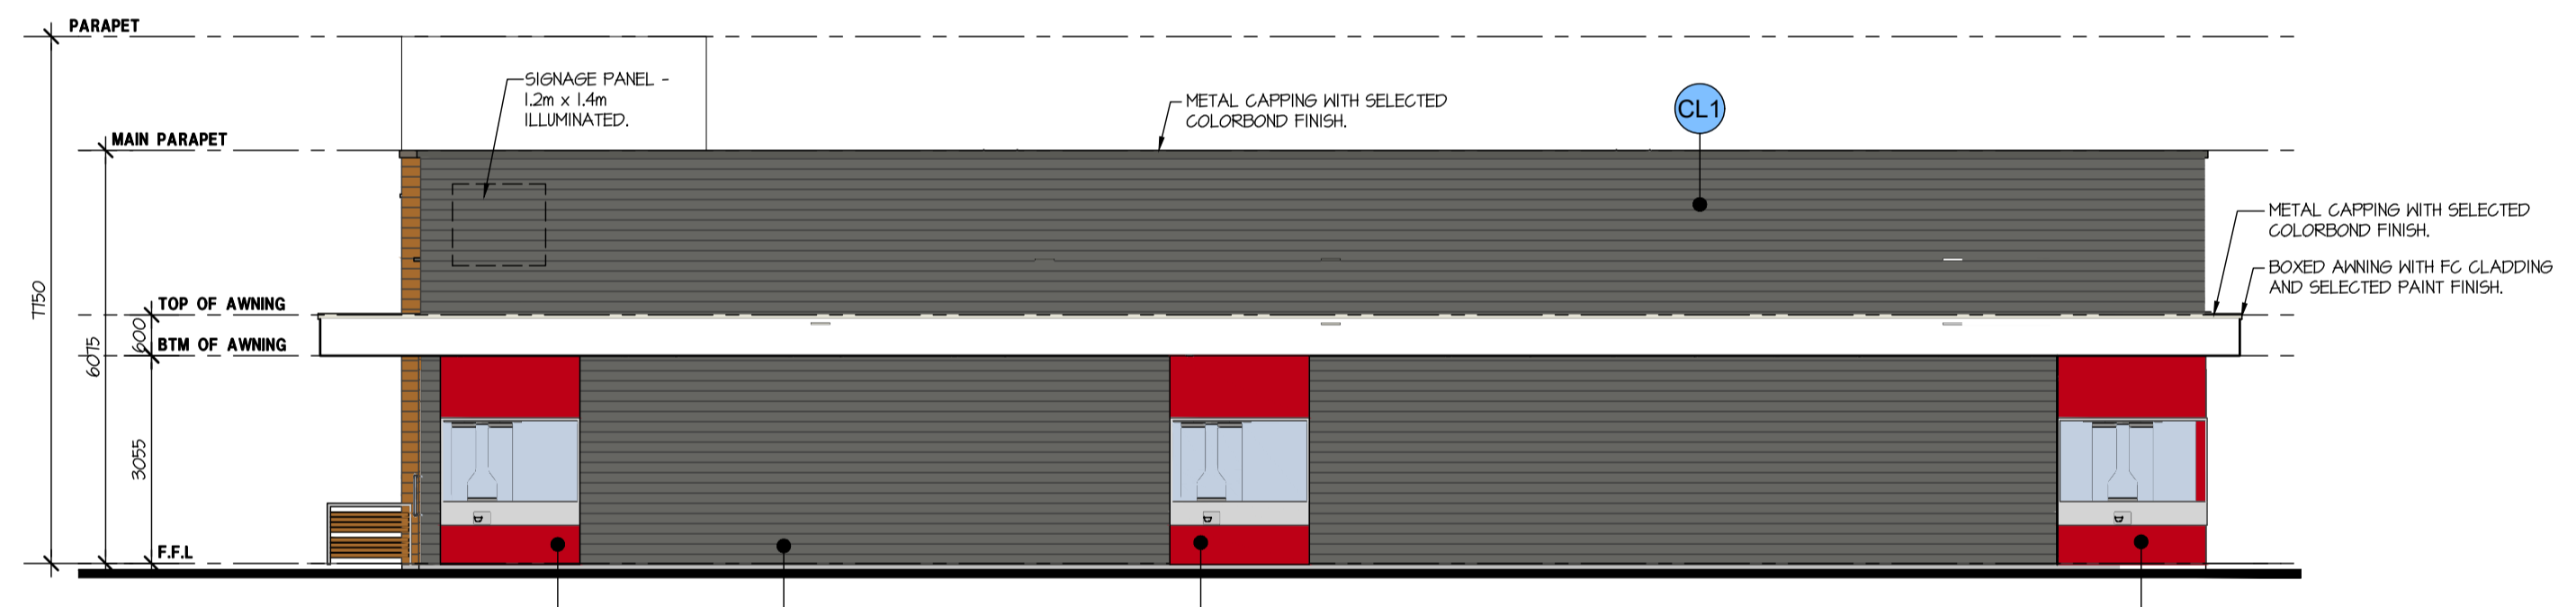 PARAPET
SIGNAGE PANEL -
1.2m x 1.4m
ILLUMINATED.
METAL CAPPING WITH SELECTED
COLORBOND FINISH.
CL1
MAIN PARAPET
METAL CAPPING WITH SELECTED
COLORBOND FINISH.
BOXED AWNING WITH FC CLADDING
AND SELECTED PAINT FINISH.
TOP OF AWNING
BTM OF AWNING
7750
6075
600
3055
F.F.L